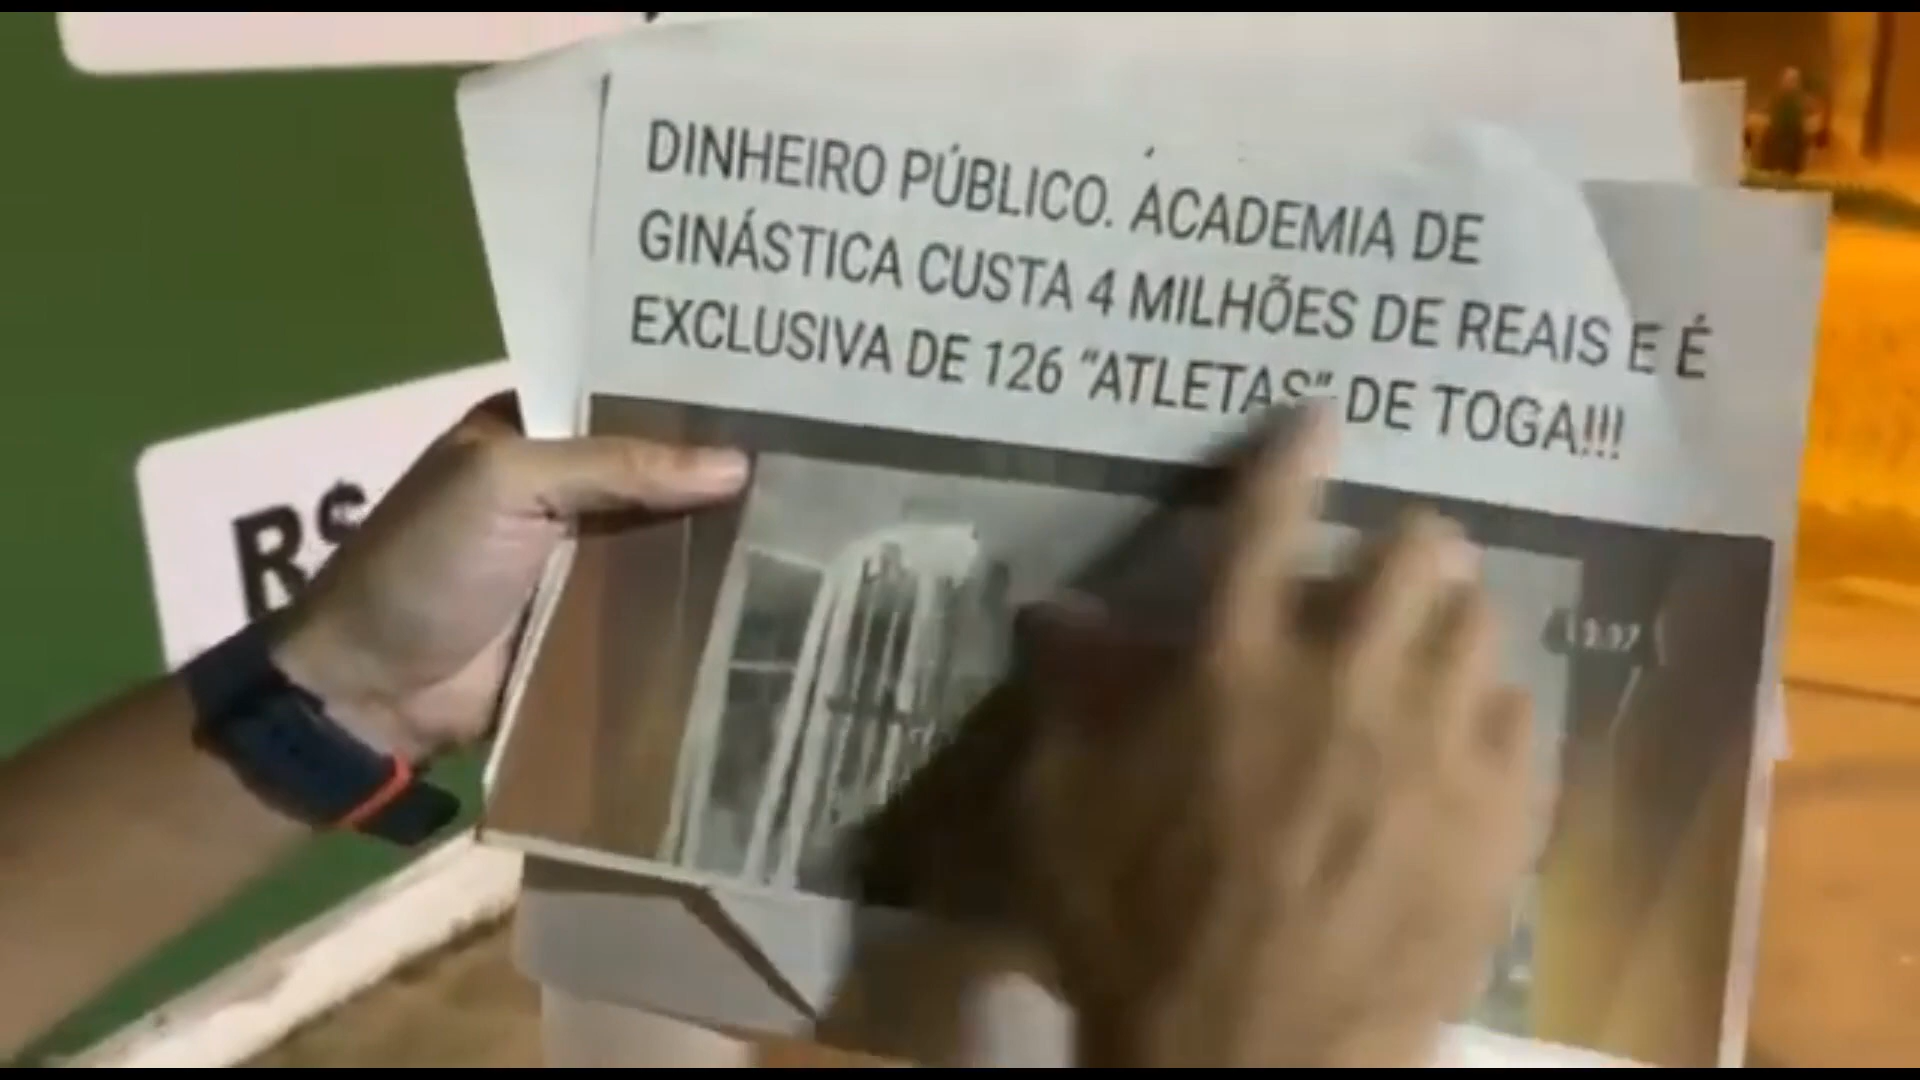 DINHEIRO PÚBLICO. ACADEMIA DE
GINÁSTICA CUSTA 4 MILHÕES DE REAIS E É
EXCLUSIVA DE 126 “ATLETAS” DE TOGA!!!
R$